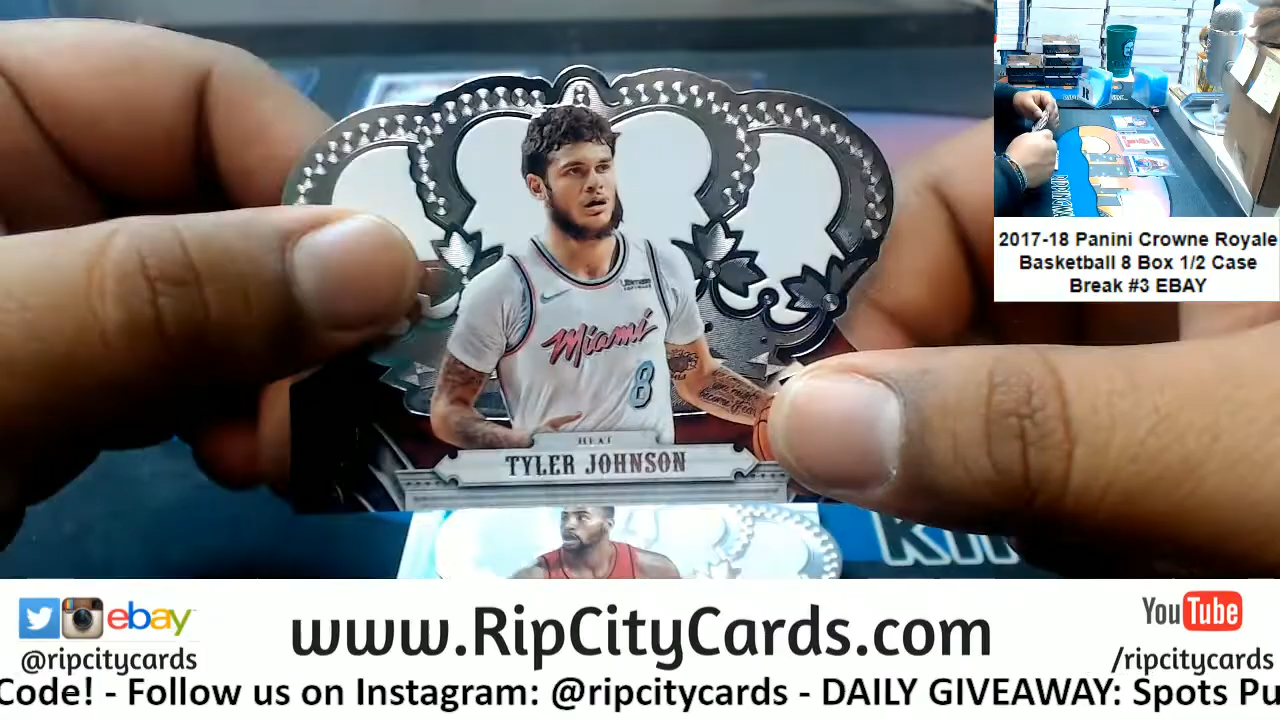 2017-18 Panini Crowne Royale
Basketball 8 Box 1/2 Case
Break #3 EBAY
Miami
8
HEAT
TYLER JOHNSON
ebay
@ripcitycards
www.RipCityCards.com
YouTube
/ripcitycards
Code! - Follow us on Instagram: @ripcitycards - DAILY GIVEAWAY: Spots Pu